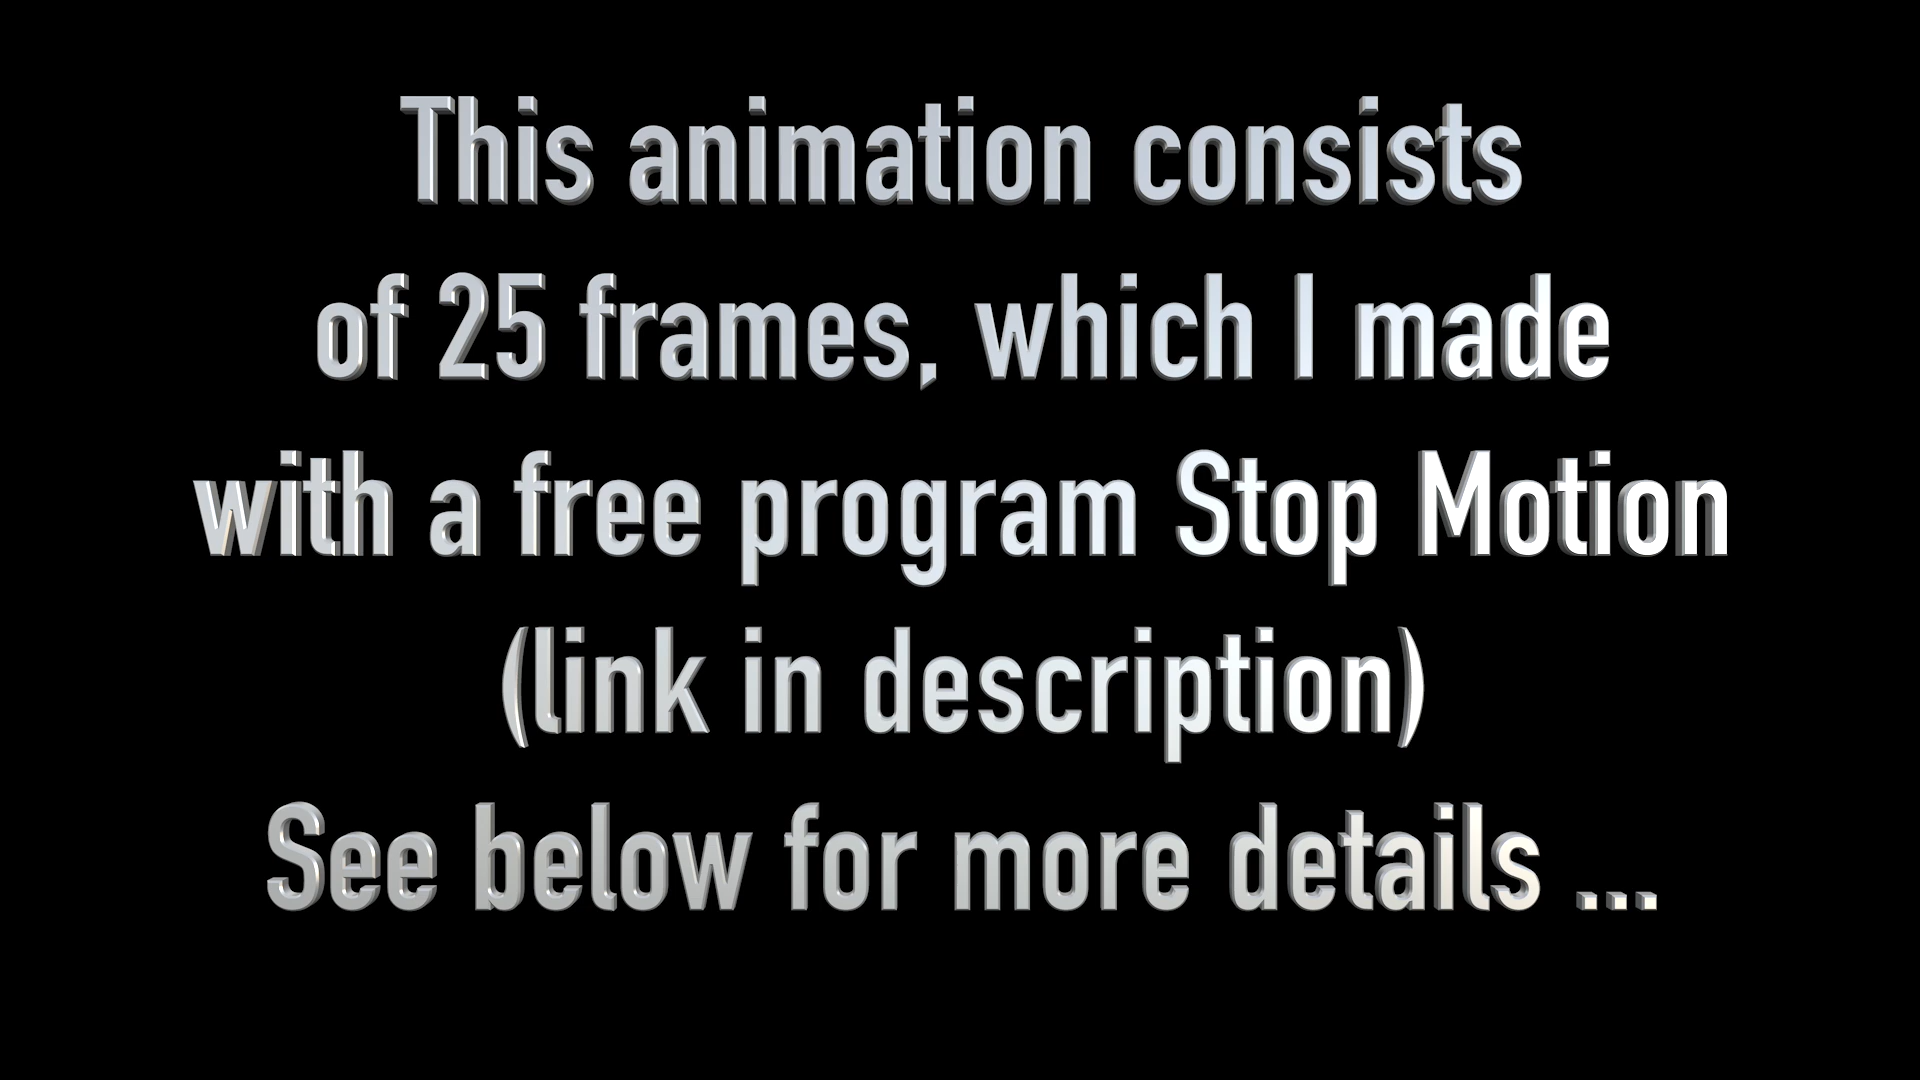 This animation consists
of 25 frames, which I made
with a free program Stop Motion
(link in description)
See below for more details ...